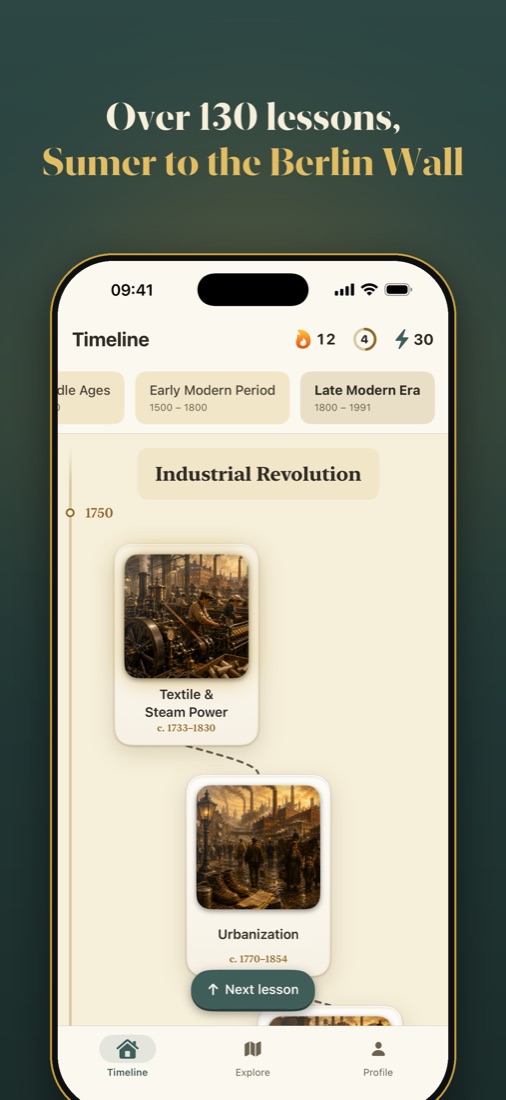 Over 130 lessons,
Sumer to the Berlin Wall
09:41
Timeline
12
4
30
dle Ages
Early Modern Period
1500 – 1800
Late Modern Era
1800 – 1991
Industrial Revolution
1750
Textile &
Steam Power
c. 1733–1830
Urbanization
c. 1770–1854
Next lesson
Timeline
Explore
Profile